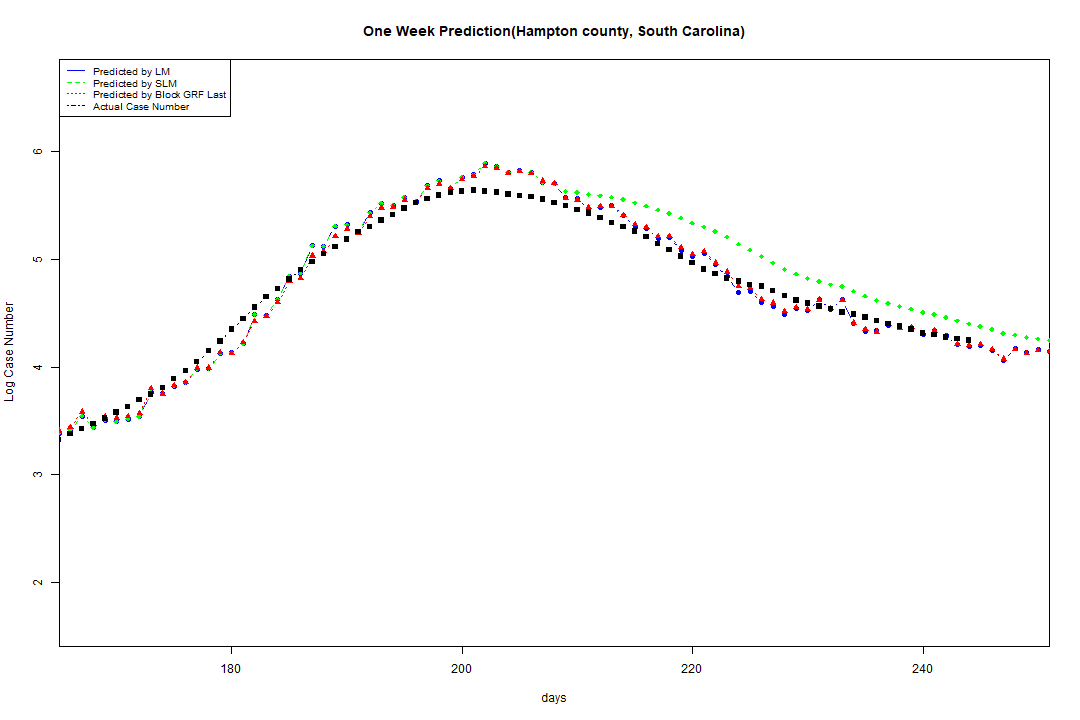 One Week Prediction(Hampton county, South Carolina)
Predicted by LM
Predicted by SLM
Predicted by Block GRF Last
Actual Case Number
6
5
4
3
2
Log Case Number
180 200 220 240
days